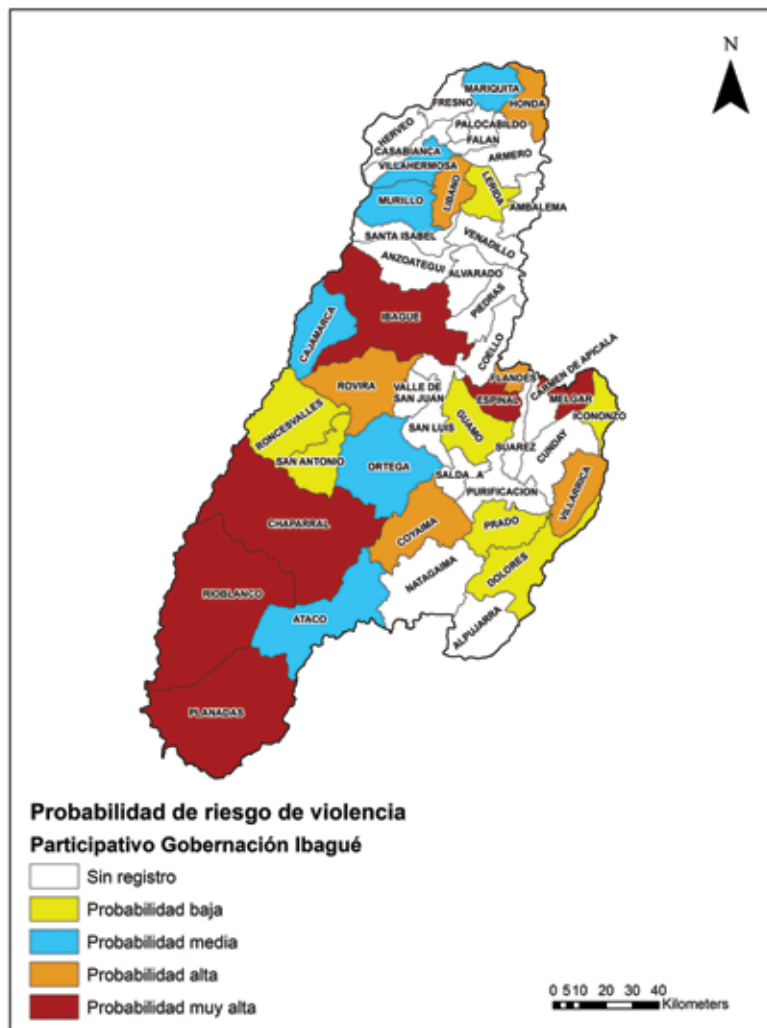 N
MARIQUITA
FRESNO
HONDA
HERVEO
PALOCABILDO
FALAN
CASABIANCA
ARMERO
VILLAHERMOSA
LERIDA
LIBANO
MURILLO
AMBALEMA
SANTA ISABEL
VENADILLO
ANZOATEGUI
ALVARADO
PIEDRAS
IBAGUE
CAJAMARCA
COELLO
CARMEN DE APICALA
FLANDES
ROVIRA
VALLE DE
SAN JUAN
ESPINAL
MELGAR
ICONONZO
RONCESVALLES
GUAMO
SAN LUIS
SUAREZ
CUNDAY
SAN ANTONIO
ORTEGA
SALDA..A
PURIFICACION
VILLARRICA
CHAPARRAL
COYAIMA
PRADO
NATAGAIMA
DOLORES
RIOBLANCO
ATACO
ALPUJARRA
PLANADAS
Probabilidad de riesgo de violencia
Participativo Gobernación Ibagué
Sin registro
Probabilidad baja
Probabilidad media
Probabilidad alta
Probabilidad muy alta
0 5 10 20 30 40
Kilometers